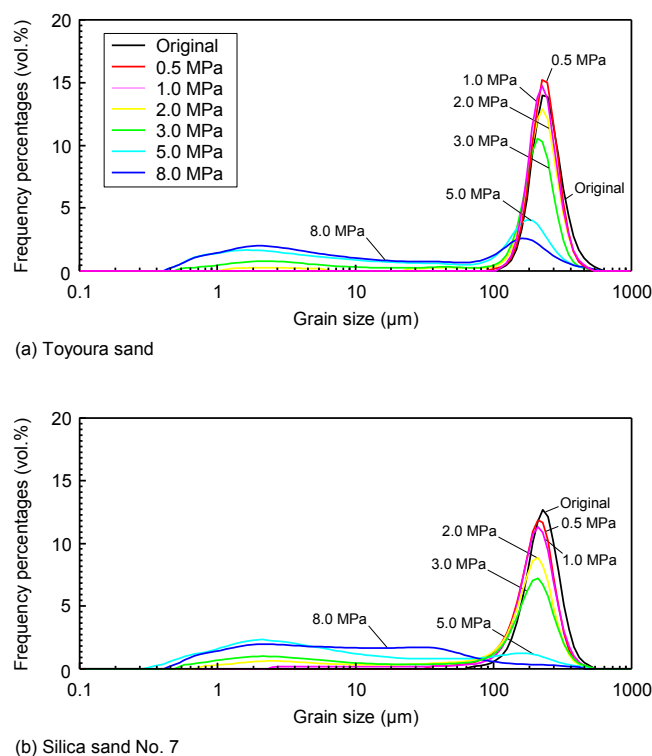 Frequency percentages (vol.%)
20
15
10
5
0
Original
0.5 MPa
1.0 MPa
2.0 MPa
3.0 MPa
5.0 MPa
8.0 MPa
0.5 MPa
1.0 MPa
2.0 MPa
3.0 MPa
Original
5.0 MPa
8.0 MPa
0.1 1 10 100 1000
Grain size (μm)
(a) Toyoura sand
Frequency percentages (vol.%)
20
15
10
5
0
Original
0.5 MPa
2.0 MPa
1.0 MPa
3.0 MPa
8.0 MPa
5.0 MPa
0.1 1 10 100 1000
Grain size (μm)
(b) Silica sand No. 7